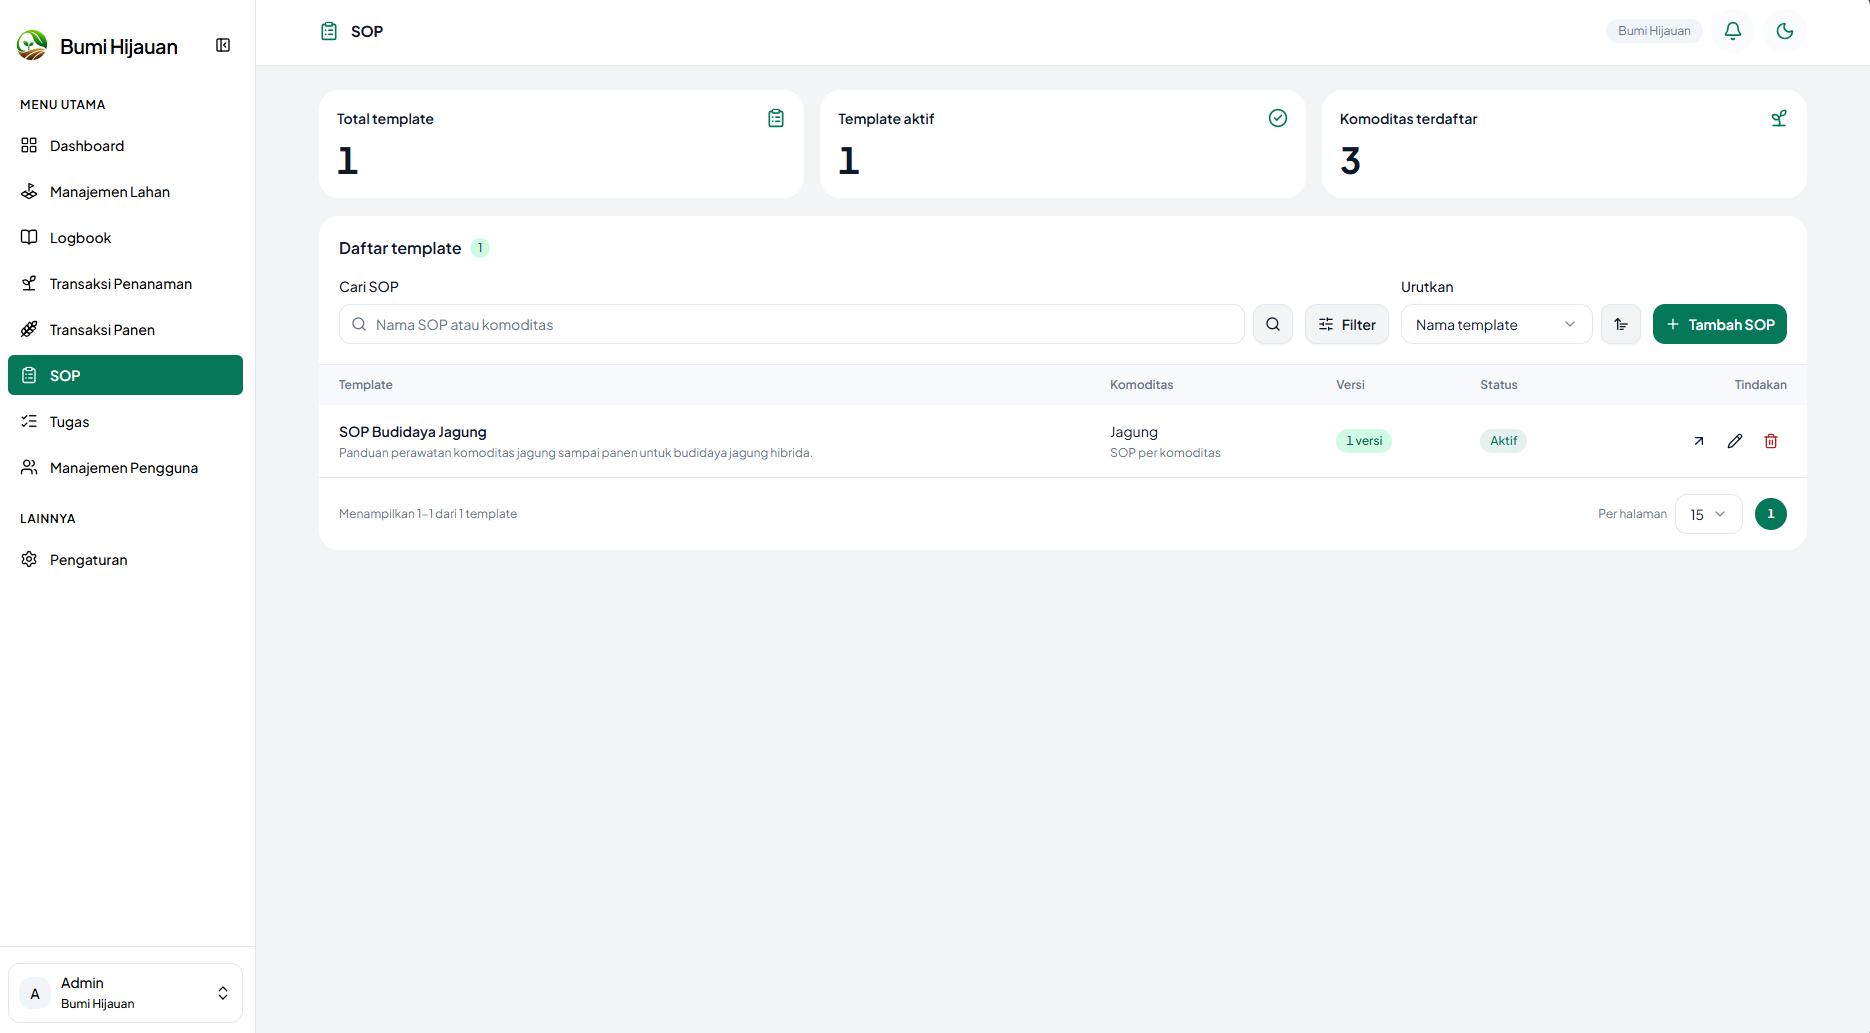 Bumi Hijauan
MENU UTAMA
Dashboard
Manajemen Lahan
Logbook
Transaksi Penanaman
Transaksi Panen
SOP
Tugas
Manajemen Pengguna
LAINNYA
Pengaturan
A
Admin
Bumi Hijauan
SOP
Bumi Hijauan
Total template
1
Template aktif
1
Komoditas terdaftar
3
Daftar template 1
Cari SOP
Urutkan
Nama SOP atau komoditas
Filter
Nama template
Tambah SOP
Template Komoditas Versi Status Tindakan
SOP Budidaya Jagung
Panduan perawatan komoditas jagung sampai panen untuk budidaya jagung hibrida.
Jagung
SOP per komoditas
1 versi
Aktif
Menampilkan 1–1 dari 1 template
Per halaman 15 1